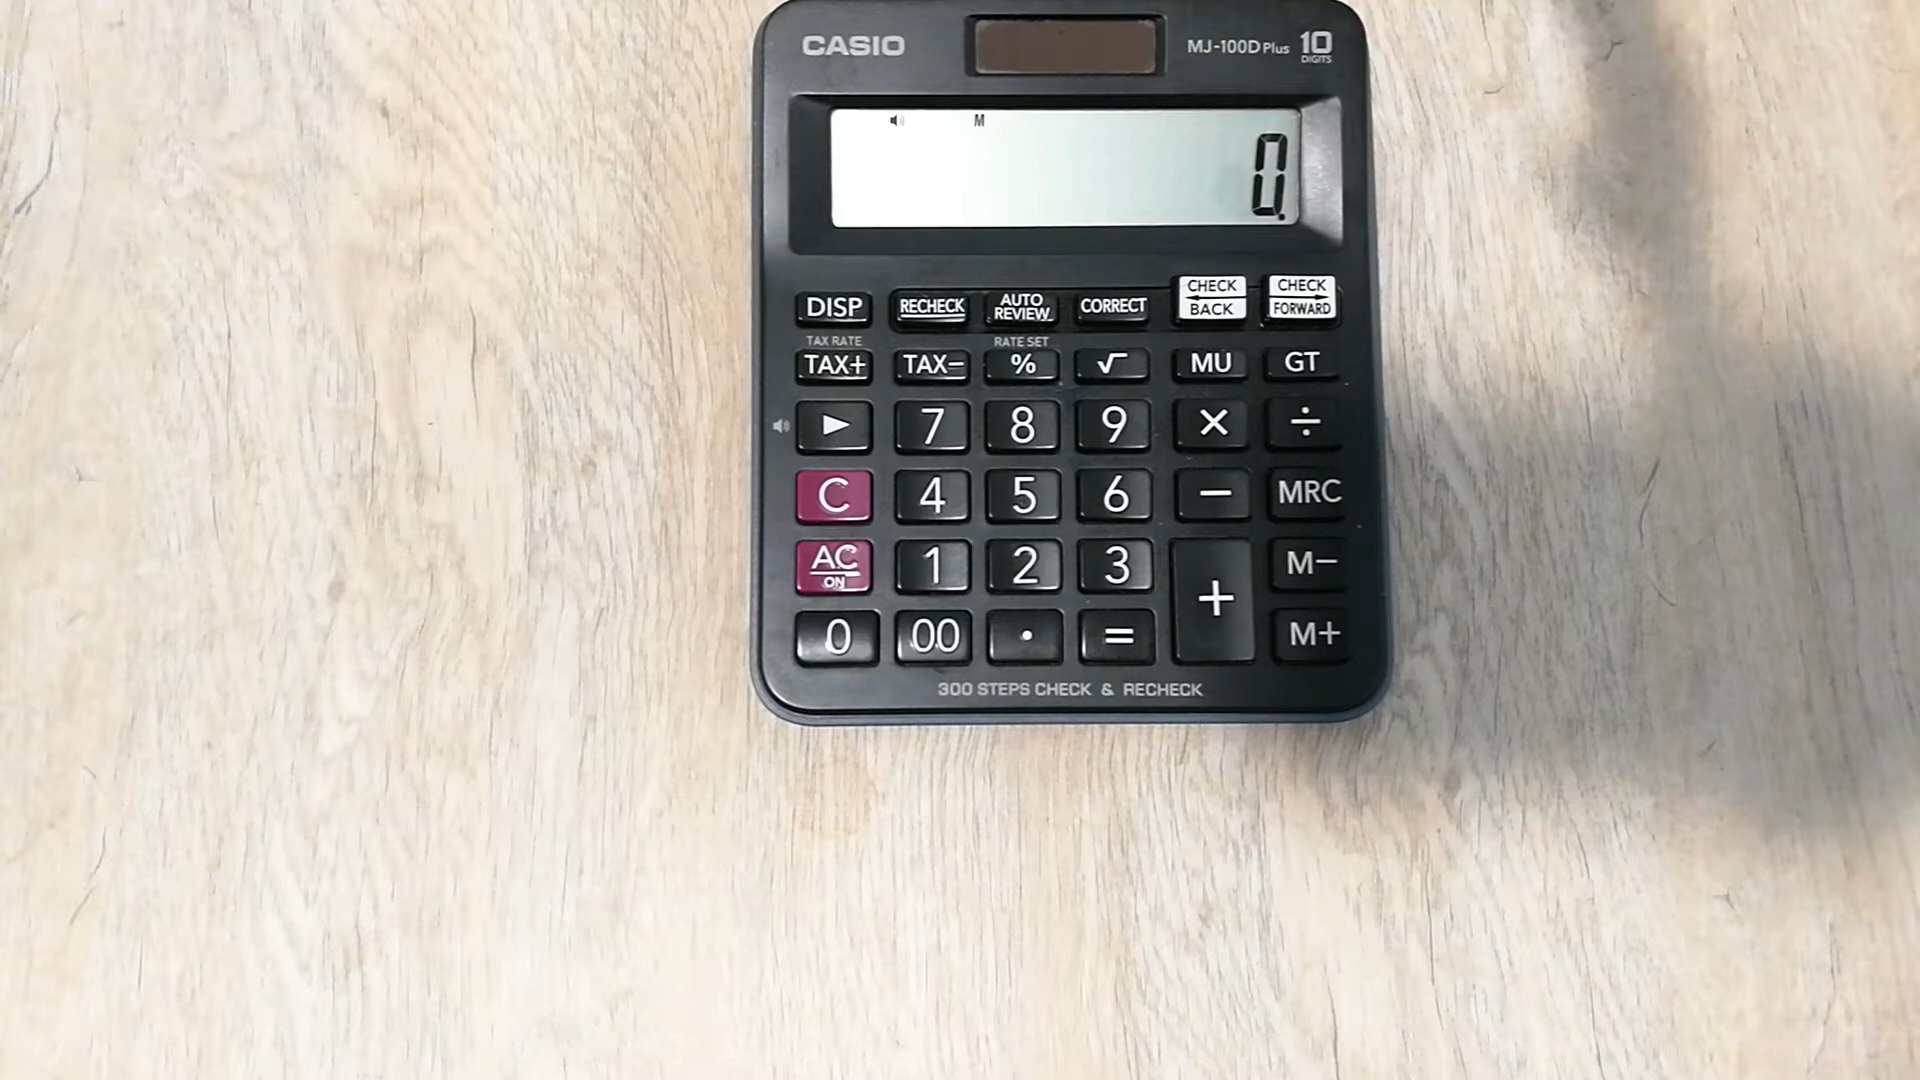 CASIO MJ-100D Plus 10 DIGITS
M
0.
DISP RECHECK AUTO REVIEW CORRECT CHECK BACK CHECK FORWARD
TAX RATE RATE SET
TAX+ TAX− % √ MU GT
▶ 7 8 9 × ÷
C 4 5 6 − MRC
AC ON 1 2 3 + M−
0 00 · = M+
300 STEPS CHECK & RECHECK